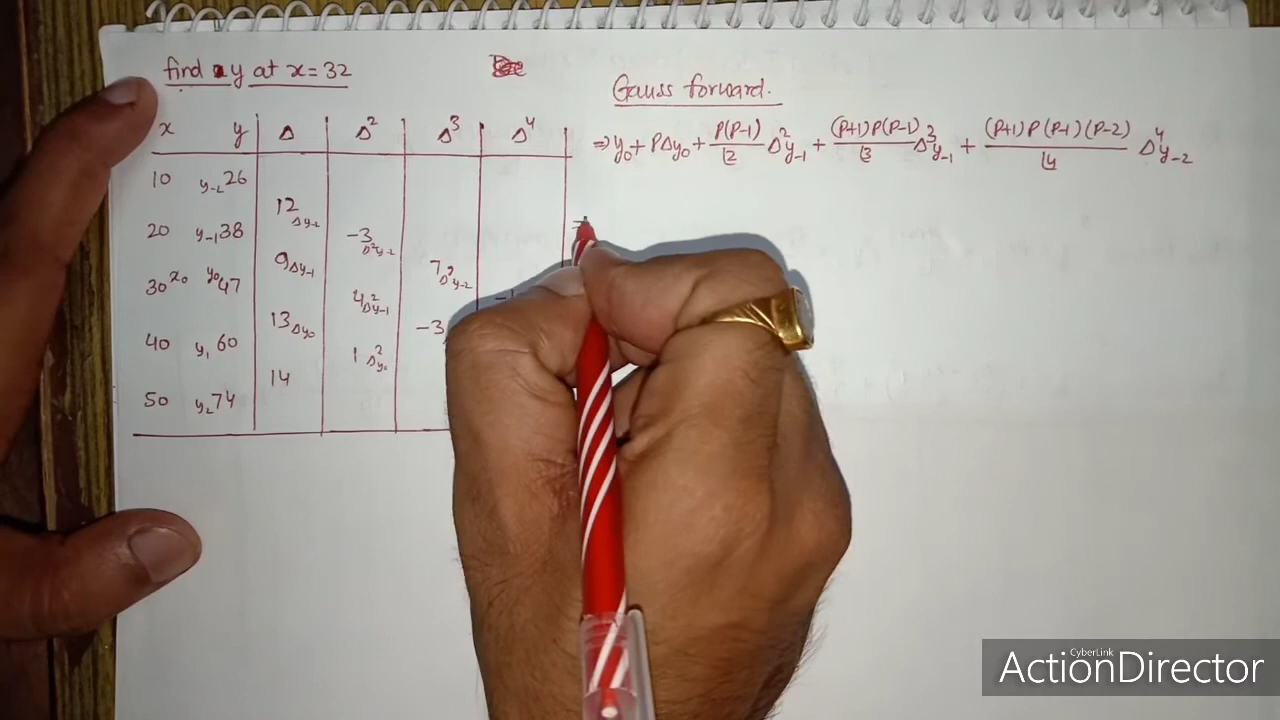 find y at x=32
Gauss forward.
x y Δ Δ² Δ³ Δ⁴
⇒ y₀ + PΔy₀ + P(P-1)/|2 Δ²y₋₁ + (P+1)P(P-1)/|3 Δ³y₋₁ + (P+1)P(P-1)(P-2)/|4 Δ⁴y₋₂
10 y₋₂ 26
12 Δy₋₂
20 y₋₁ 38 -3 Δ²y₋₂
9 Δy₋₁ 7 Δ³y₋₂
30 x₀ y₀ 47 4 Δ²y₋₁
13 Δy₀ -3
40 y₁ 60 1 Δ²y₀
14
50 y₂ 74
CyberLink
ActionDirector